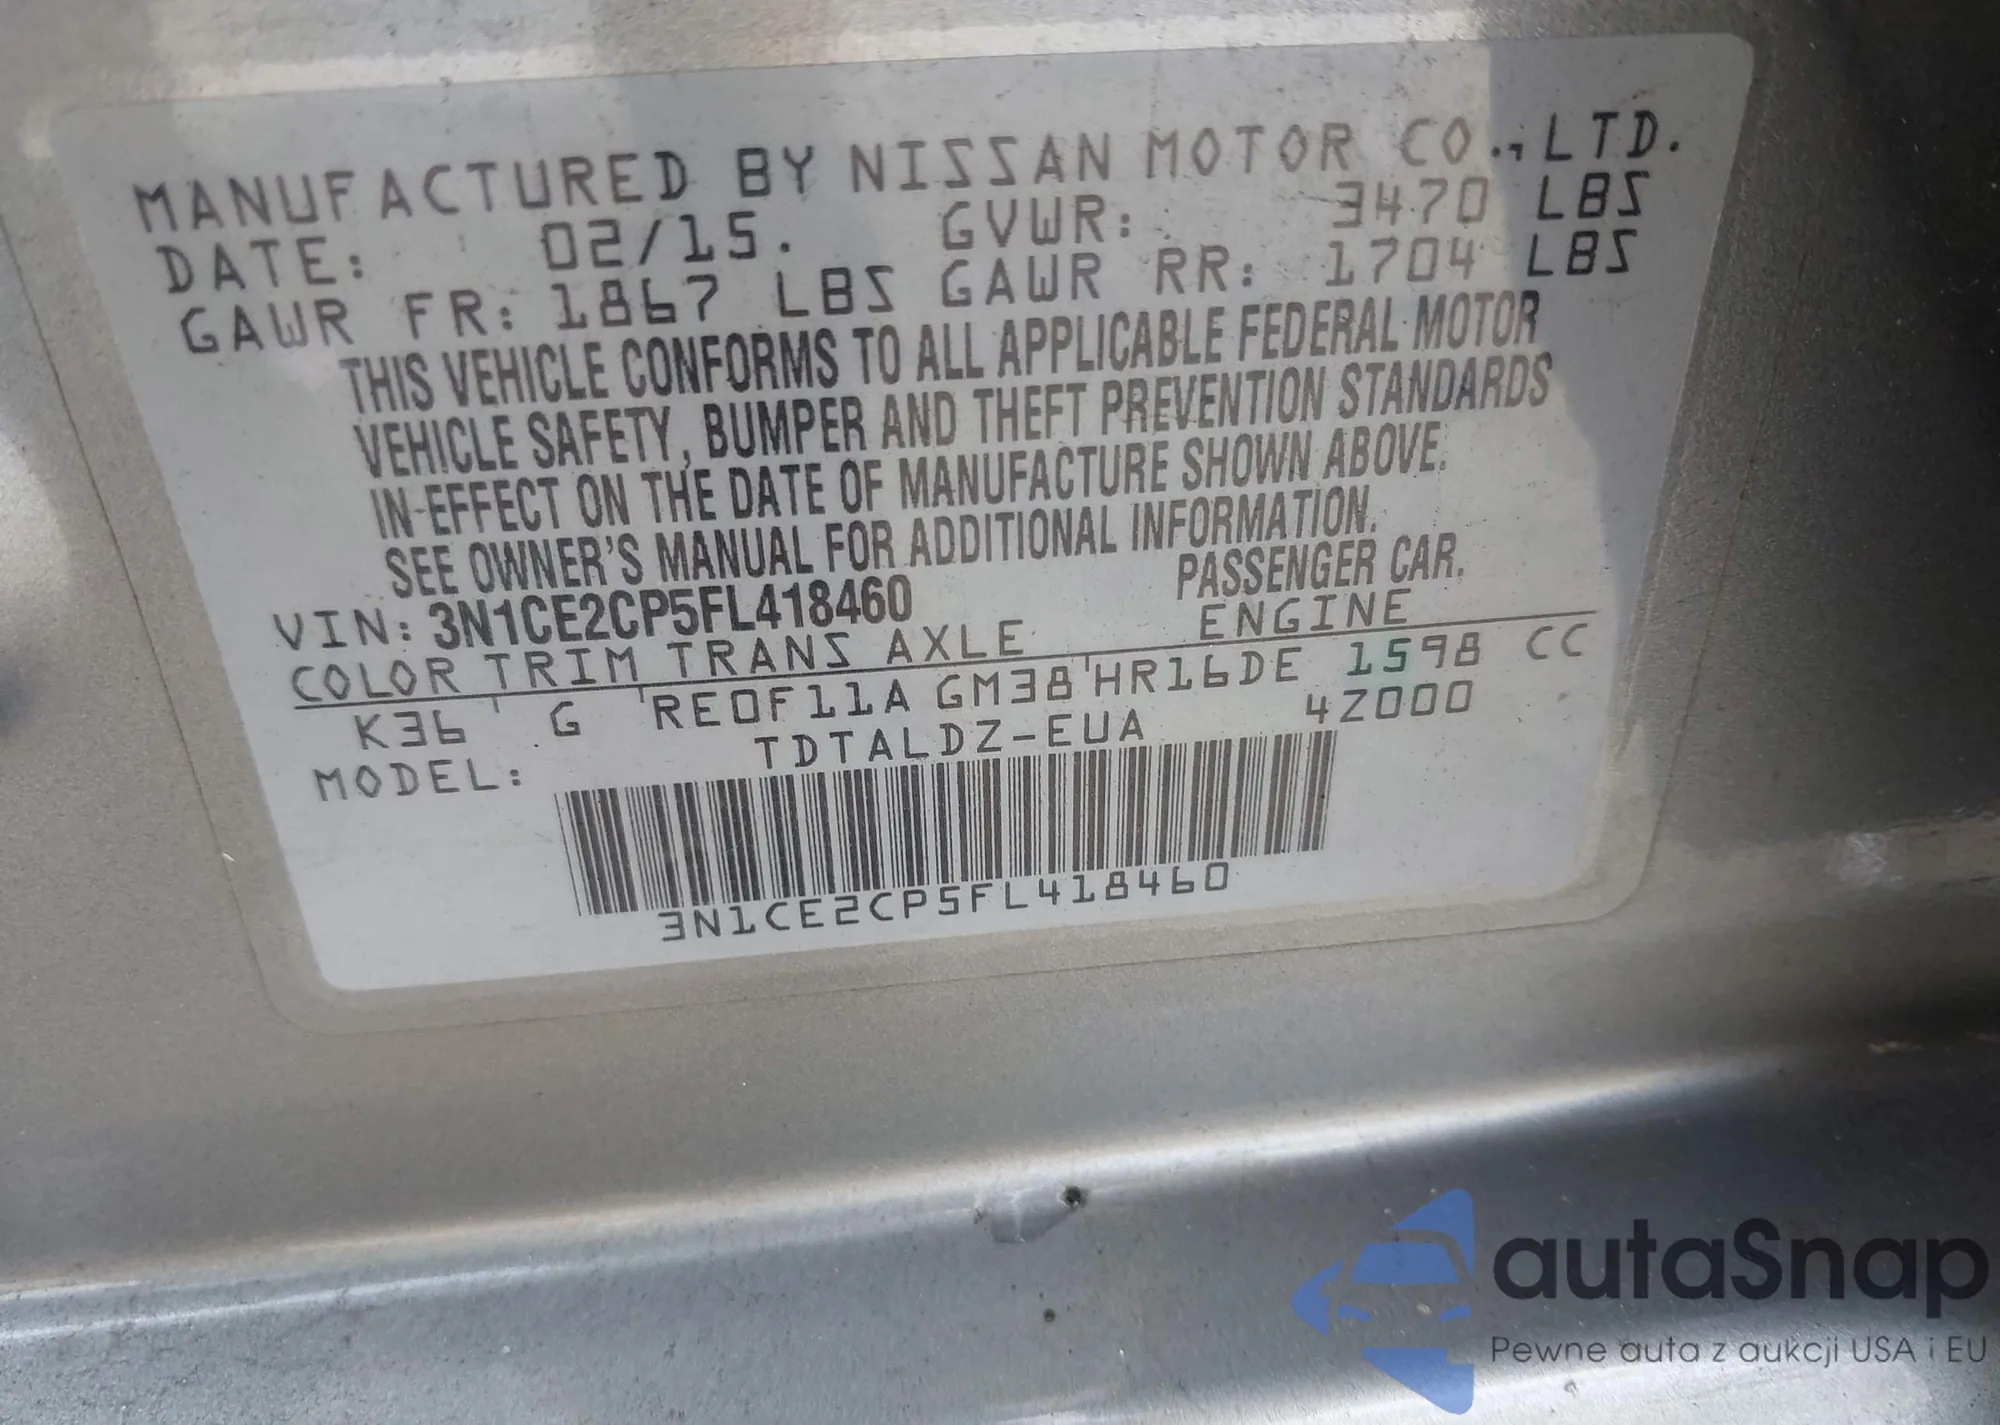 MANUFACTURED BY NISSAN MOTOR CO., LTD.
DATE: 02/15. GVWR: 3470 LBS
GAWR FR: 1867 LBS GAWR RR: 1704 LBS
THIS VEHICLE CONFORMS TO ALL APPLICABLE FEDERAL MOTOR
VEHICLE SAFETY, BUMPER AND THEFT PREVENTION STANDARDS
IN-EFFECT ON THE DATE OF MANUFACTURE SHOWN ABOVE.
SEE OWNER'S MANUAL FOR ADDITIONAL INFORMATION.
VIN: 3N1CE2CP5FL418460 PASSENGER CAR.
COLOR TRIM TRANS AXLE ENGINE
K36 G RE0F11A GM38 HR16DE 1598 CC
MODEL: TDTALDZ-EUA 4Z000
3N1CE2CP5FL418460
autaSnap
Pewne auta z aukcji USA i EU